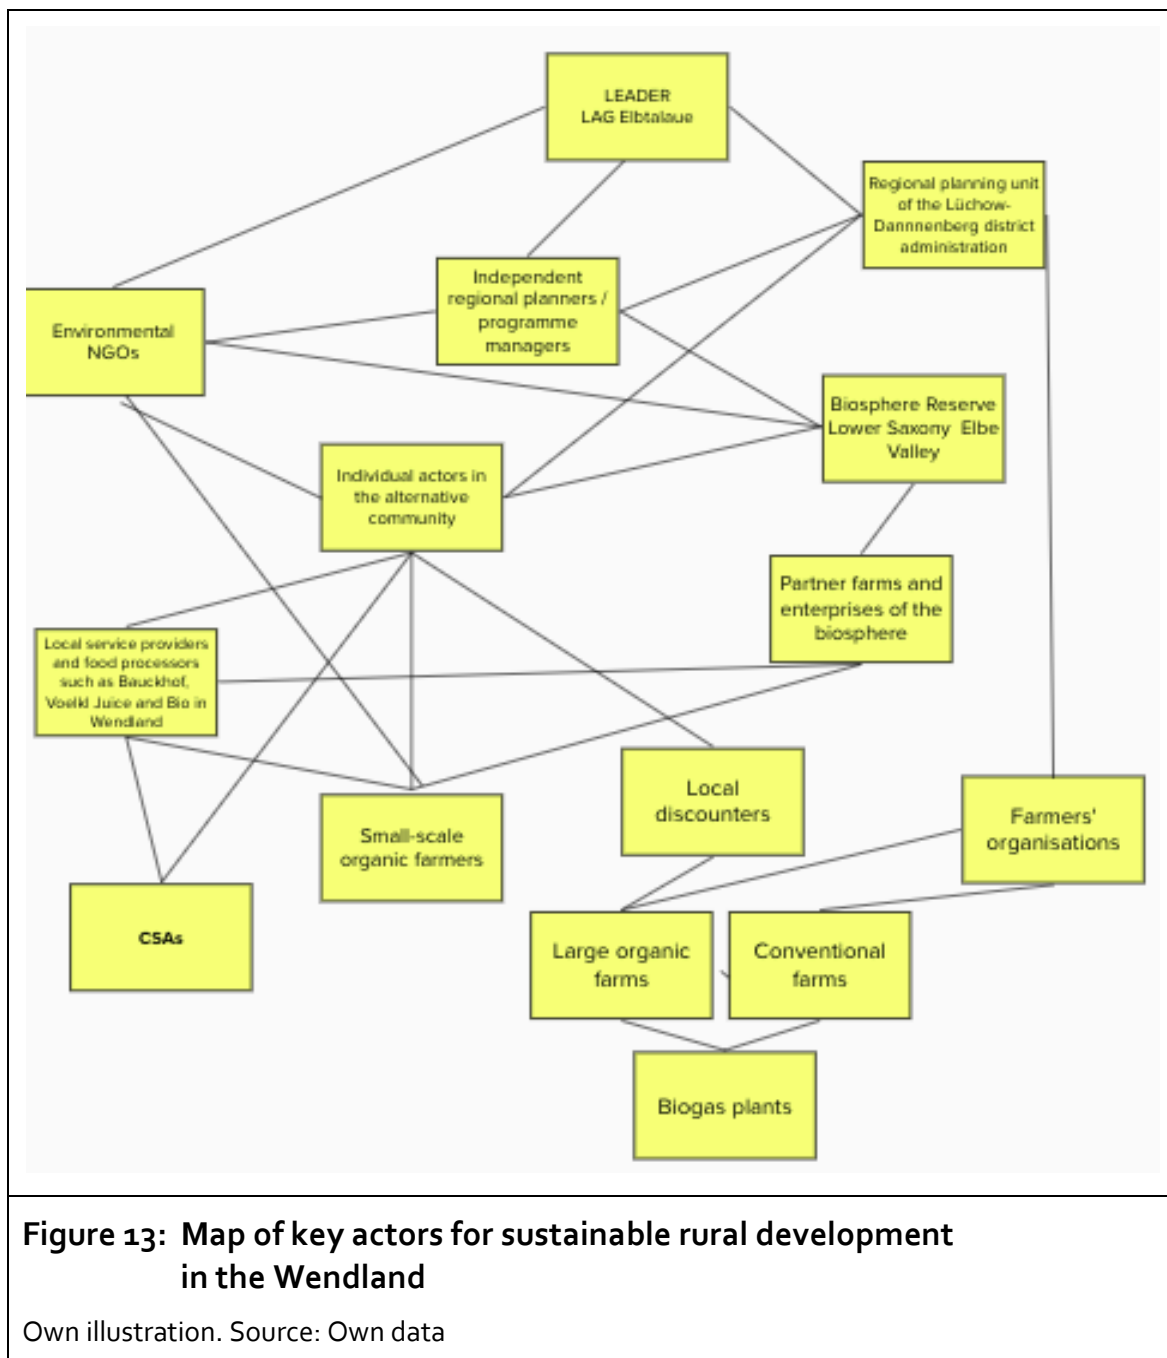 LEADER
LAG Elbtalaue
Regional planning unit
of the Lüchow-
Dannnenberg district
administration
Independent
regional planners /
programme
managers
Environmental
NGOs
Biosphere Reserve
Lower Saxony Elbe
Valley
Individual actors in
the alternative
community
Partner farms and
enterprises of the
biosphere
Local service providers
and food processors
such as Bauckhof,
Voelkl Juice and Bio in
Wendland
Local
discounters
Farmers'
organisations
Small-scale
organic farmers
CSAs
Large organic
farms
Conventional
farms
Biogas plants
Figure 13: Map of key actors for sustainable rural development
in the Wendland
Own illustration. Source: Own data